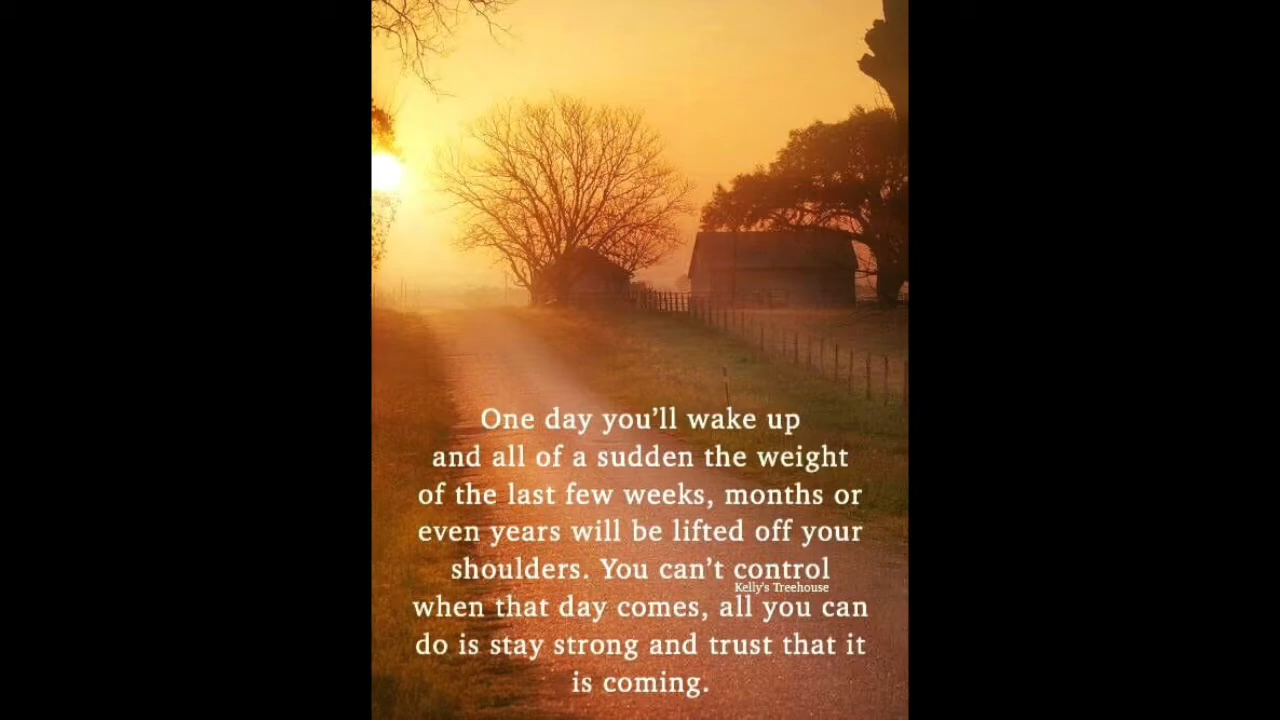 One day you’ll wake up
and all of a sudden the weight
of the last few weeks, months or
even years will be lifted off your
shoulders. You can’t control
Kelly's Treehouse
when that day comes, all you can
do is stay strong and trust that it
is coming.